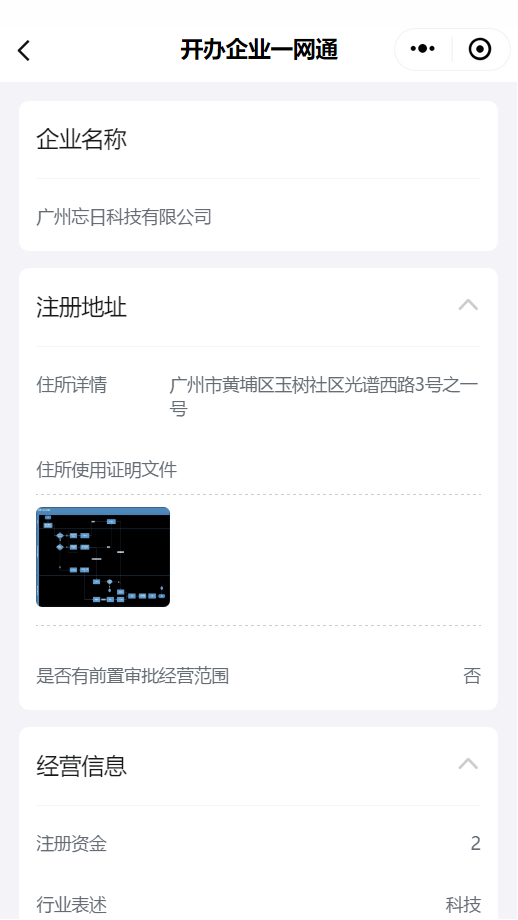 开办企业一网通
企业名称
广州忘日科技有限公司
注册地址
住所详情
广州市黄埔区玉树社区光谱西路3号之一
号
住所使用证明文件
是否有前置审批经营范围
否
经营信息
注册资金
2
行业表述
科技